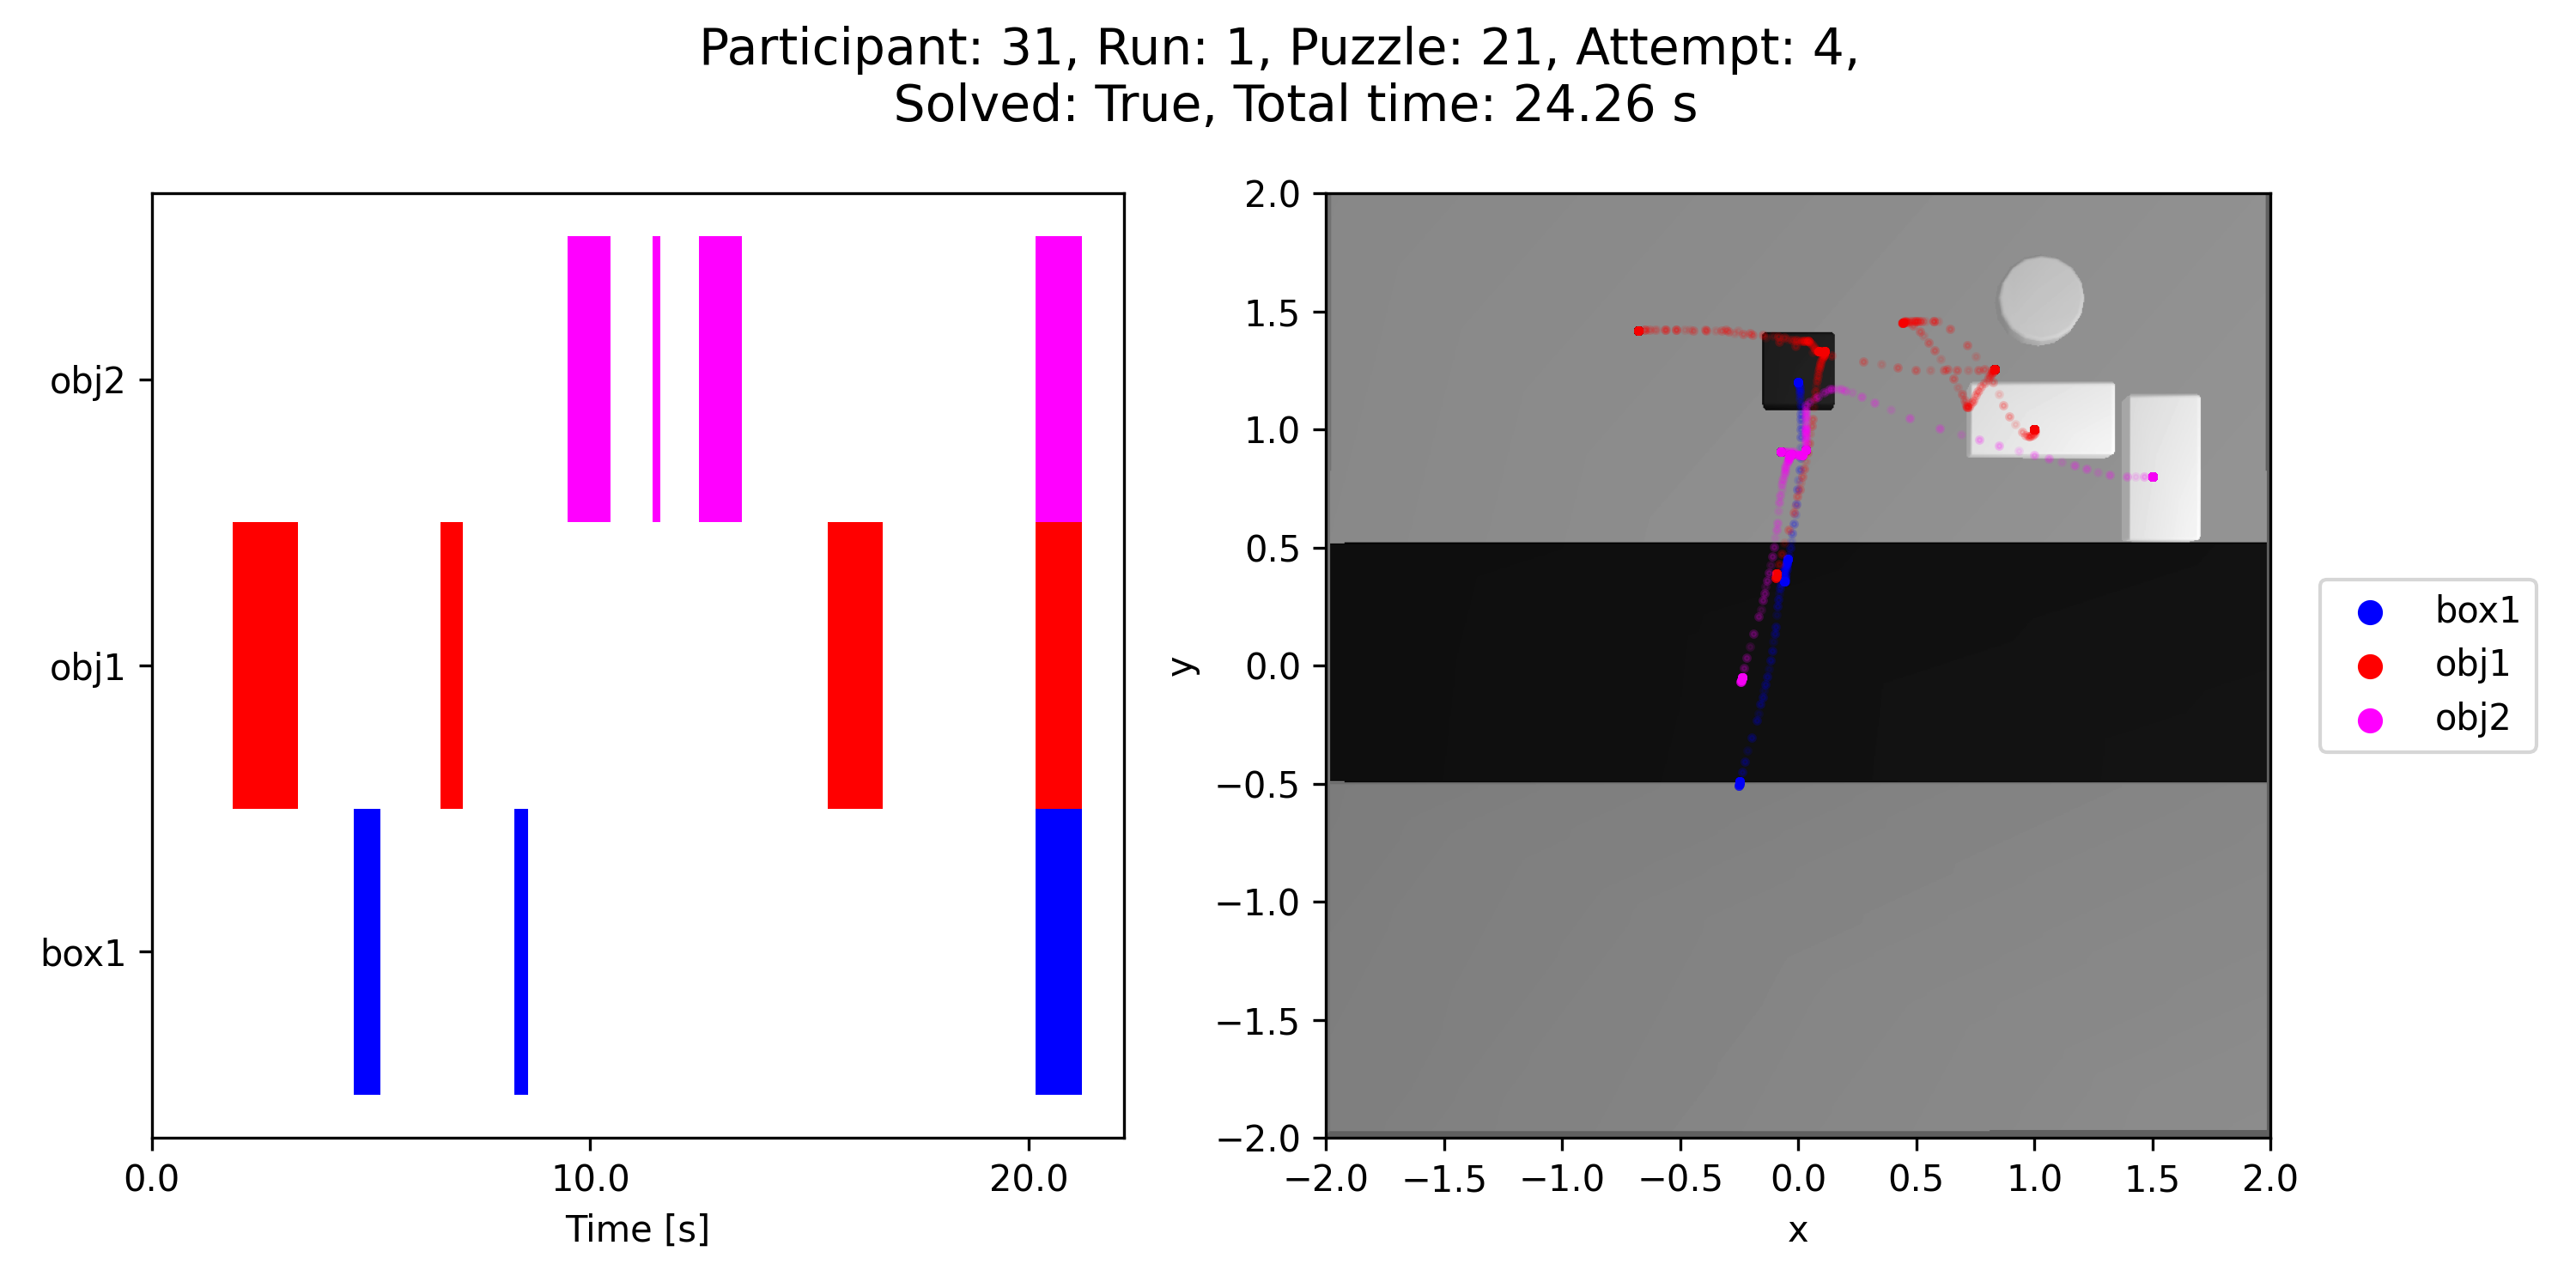 Participant: 31, Run: 1, Puzzle: 21, Attempt: 4,
Solved: True, Total time: 24.26 s
obj2
obj1
box1
0.0 10.0 20.0
Time [s]
2.0
1.5
1.0
0.5
0.0
−0.5
−1.0
−1.5
−2.0
y
−2.0 −1.5 −1.0 −0.5 0.0 0.5 1.0 1.5 2.0
x
box1
obj1
obj2